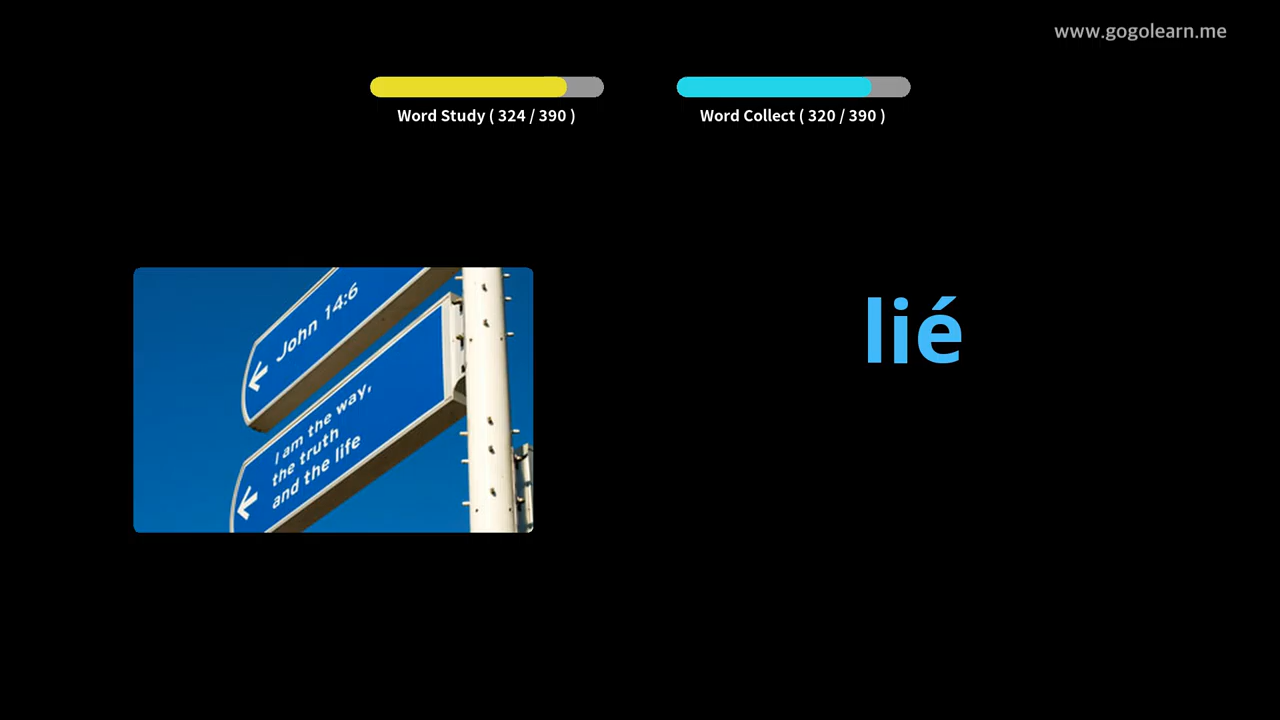 www.gogolearn.me
Word Study ( 324 / 390 )
Word Collect ( 320 / 390 )
John 14:6
I am the way,
the truth
and the life
lié